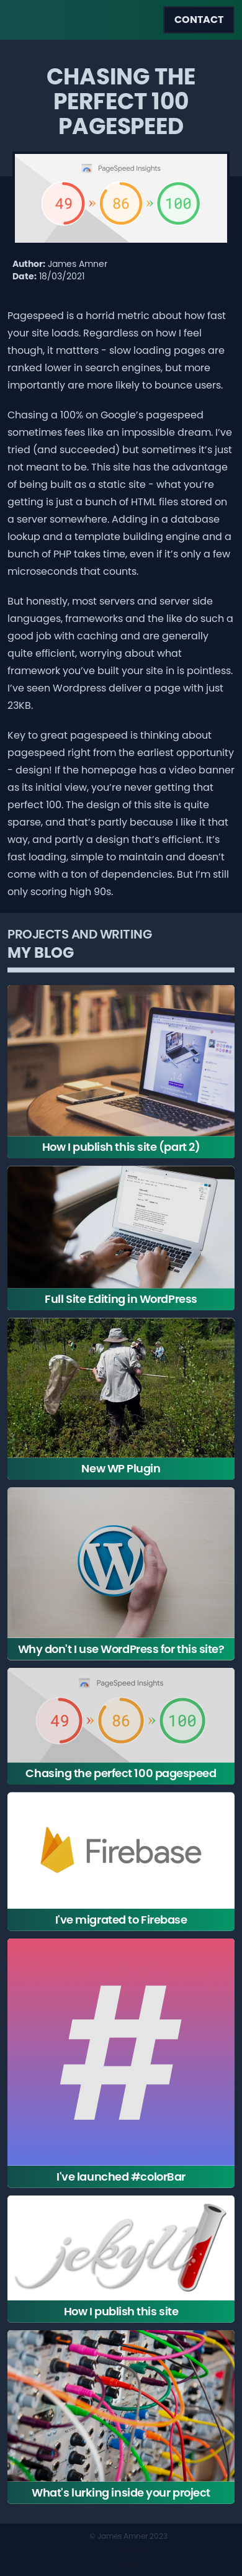 CONTACT
CHASING THE
PERFECT 100
PAGESPEED
PageSpeed Insights
49 » 86 » 100
Author: James Amner
Date: 18/03/2021
Pagespeed is a horrid metric about how fast
your site loads. Regardless on how I feel
though, it mattters - slow loading pages are
ranked lower in search engines, but more
importantly are more likely to bounce users.
Chasing a 100% on Google's pagespeed
sometimes fees like an impossible dream. I've
tried (and succeeded) but sometimes it's just
not meant to be. This site has the advantage
of being built as a static site - what you're
getting is just a bunch of HTML files stored on
a server somewhere. Adding in a database
lookup and a template building engine and a
bunch of PHP takes time, even if it's only a few
microseconds that counts.
But honestly, most servers and server side
languages, frameworks and the like do such a
good job with caching and are generally
quite efficient, worrying about what
framework you've built your site in is pointless.
I've seen Wordpress deliver a page with just
23KB.
Key to great pagespeed is thinking about
pagespeed right from the earliest opportunity
- design! If the homepage has a video banner
as its initial view, you're never getting that
perfect 100. The design of this site is quite
sparse, and that's partly because I like it that
way, and partly a design that's efficient. It's
fast loading, simple to maintain and doesn't
come with a ton of dependencies. But I'm still
only scoring high 90s.
PROJECTS AND WRITING
MY BLOG
How I publish this site (part 2)
Full Site Editing in WordPress
New WP Plugin
Why don't I use WordPress for this site?
PageSpeed Insights
49 » 86 » 100
Chasing the perfect 100 pagespeed
Firebase
I've migrated to Firebase
#
I've launched #colorBar
jekyll
How I publish this site
What's lurking inside your project
© James Amner 2023